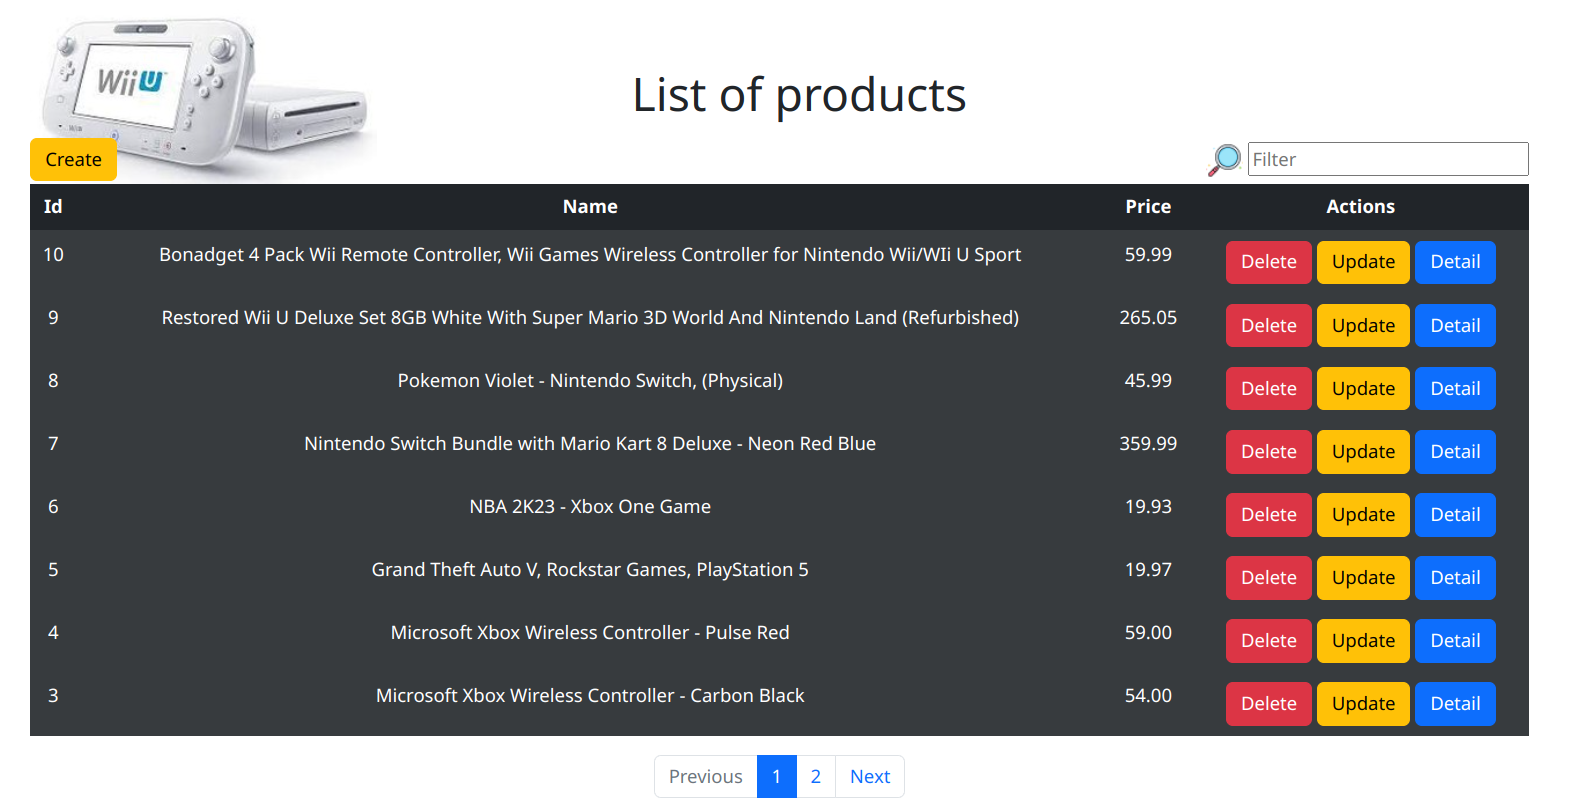 Wii U
List of products
Create
Filter
Id Name Price Actions
10 Bonadget 4 Pack Wii Remote Controller, Wii Games Wireless Controller for Nintendo Wii/WIi U Sport 59.99 Delete Update Detail
9 Restored Wii U Deluxe Set 8GB White With Super Mario 3D World And Nintendo Land (Refurbished) 265.05 Delete Update Detail
8 Pokemon Violet - Nintendo Switch, (Physical) 45.99 Delete Update Detail
7 Nintendo Switch Bundle with Mario Kart 8 Deluxe - Neon Red Blue 359.99 Delete Update Detail
6 NBA 2K23 - Xbox One Game 19.93 Delete Update Detail
5 Grand Theft Auto V, Rockstar Games, PlayStation 5 19.97 Delete Update Detail
4 Microsoft Xbox Wireless Controller - Pulse Red 59.00 Delete Update Detail
3 Microsoft Xbox Wireless Controller - Carbon Black 54.00 Delete Update Detail
Previous 1 2 Next